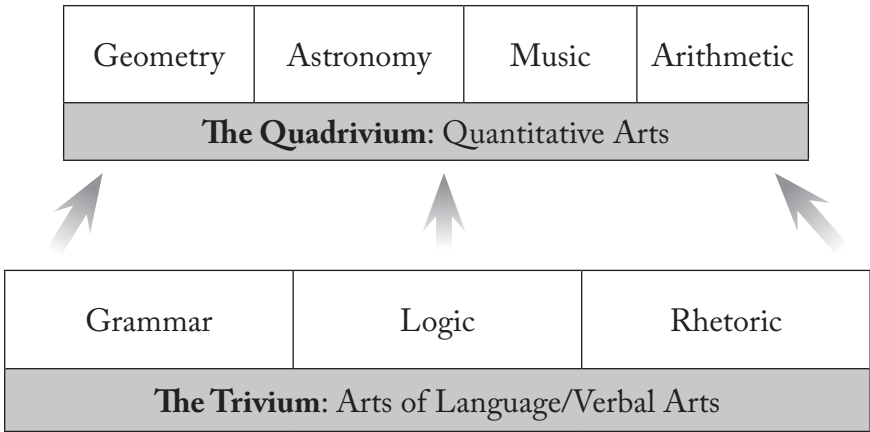 Geometry Astronomy Music Arithmetic
The Quadrivium: Quantitative Arts
Grammar Logic Rhetoric
The Trivium: Arts of Language/Verbal Arts